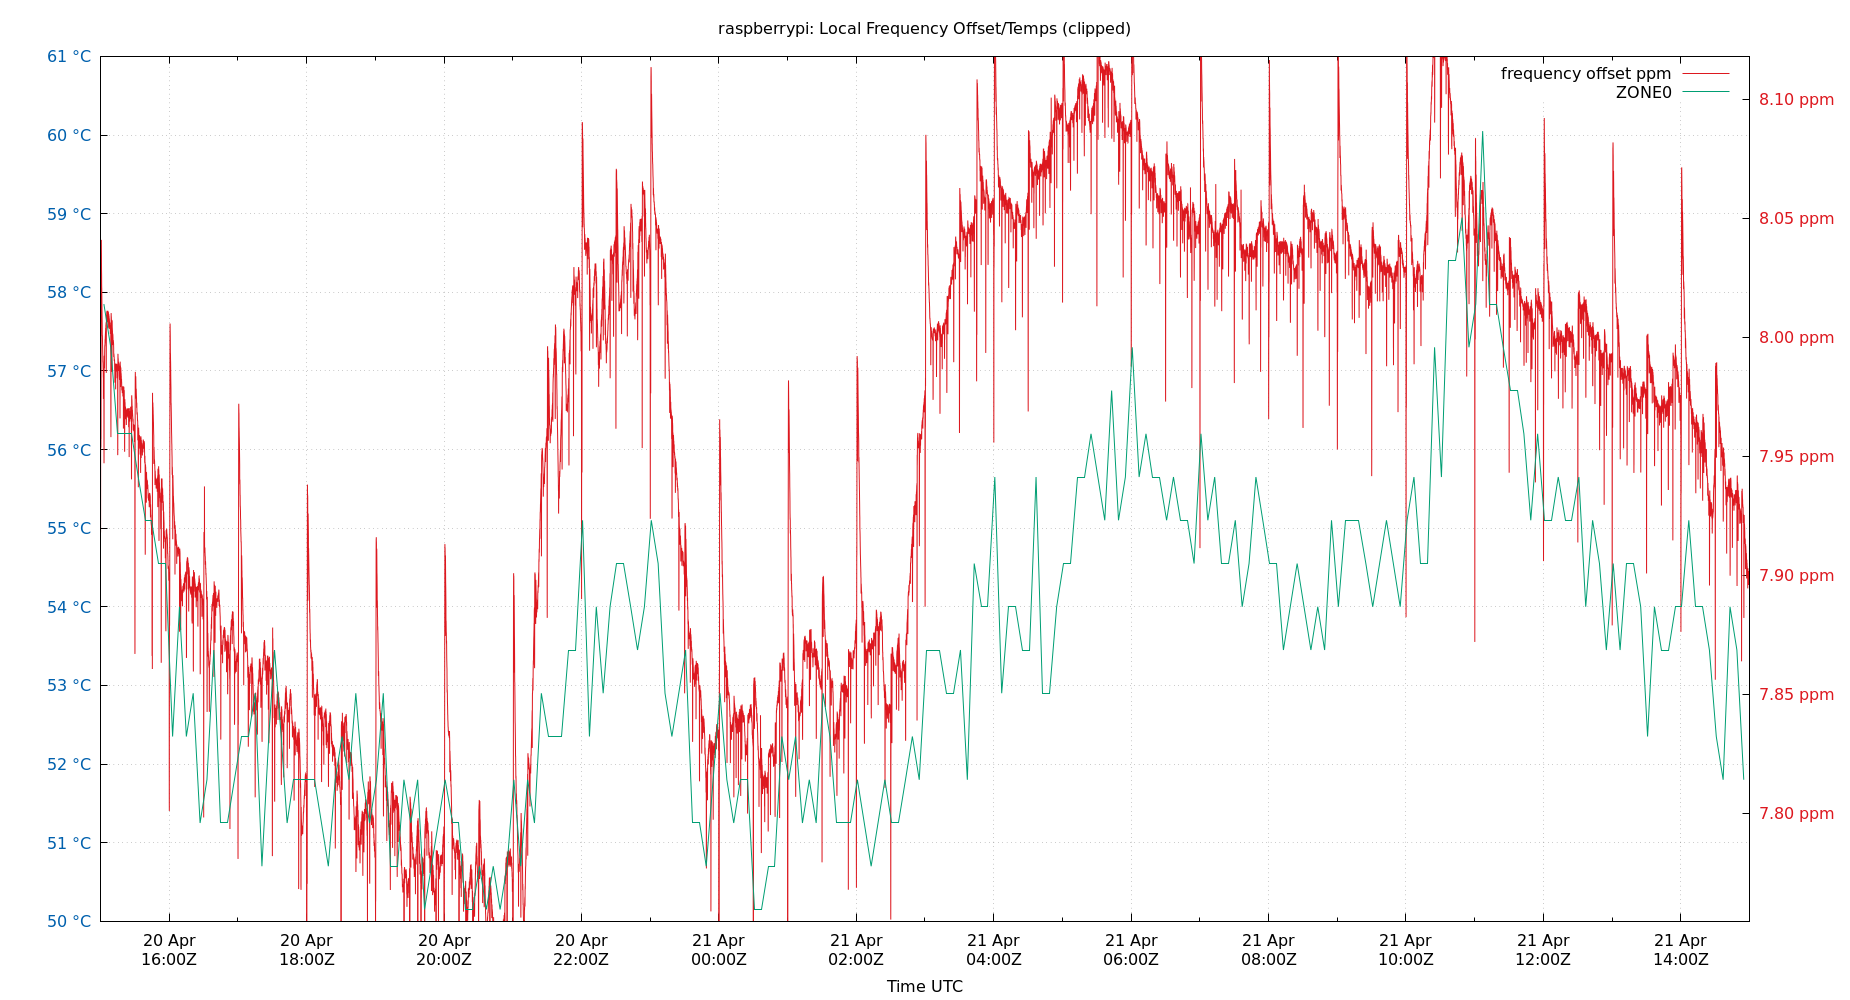 raspberrypi: Local Frequency Offset/Temps (clipped)
frequency offset ppm
ZONE0
61 °C
60 °C
59 °C
58 °C
57 °C
56 °C
55 °C
54 °C
53 °C
52 °C
51 °C
50 °C
8.10 ppm
8.05 ppm
8.00 ppm
7.95 ppm
7.90 ppm
7.85 ppm
7.80 ppm
20 Apr 20 Apr 20 Apr 20 Apr 21 Apr 21 Apr 21 Apr 21 Apr 21 Apr 21 Apr 21 Apr 21 Apr
16:00Z 18:00Z 20:00Z 22:00Z 00:00Z 02:00Z 04:00Z 06:00Z 08:00Z 10:00Z 12:00Z 14:00Z
Time UTC